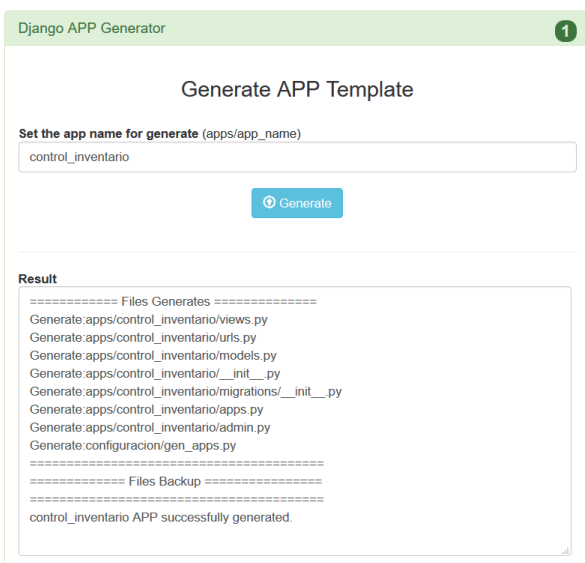 Django APP Generator
1
Generate APP Template
Set the app name for generate (apps/app_name)
control_inventario
Generate
Result
============ Files Generates ==============
Generate:apps/control_inventario/views.py
Generate:apps/control_inventario/urls.py
Generate:apps/control_inventario/models.py
Generate:apps/control_inventario/__init__.py
Generate:apps/control_inventario/migrations/__init__.py
Generate:apps/control_inventario/apps.py
Generate:apps/control_inventario/admin.py
Generate:configuracion/gen_apps.py
========================================
============= Files Backup ================
========================================
control_inventario APP successfully generated.